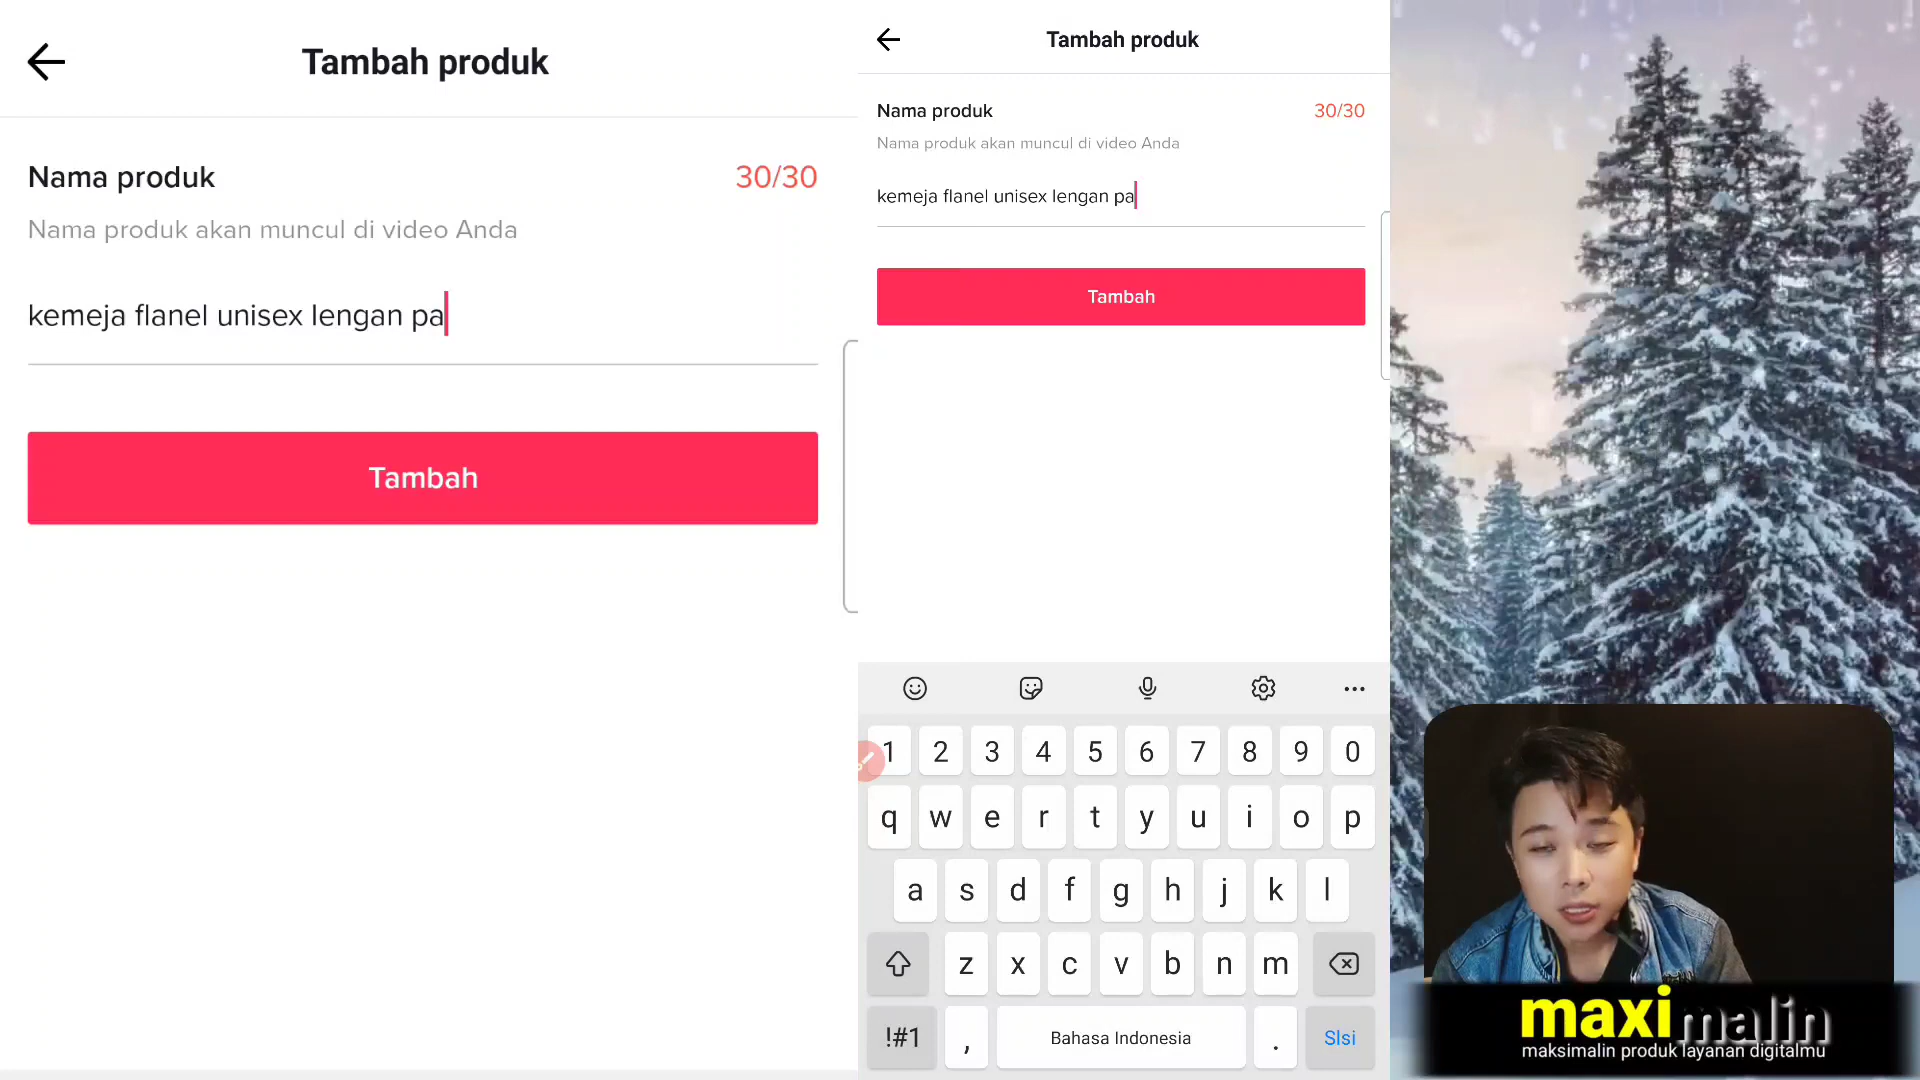 Tambah produk
Nama produk 30/30
Nama produk akan muncul di video Anda
kemeja flanel unisex lengan pa
Tambah
Tambah produk
Nama produk 30/30
Nama produk akan muncul di video Anda
kemeja flanel unisex lengan pa
Tambah
1 2 3 4 5 6 7 8 9 0
q w e r t y u i o p
a s d f g h j k l
z x c v b n m
!#1 , Bahasa Indonesia . Slsi
maximalin
maksimalin produk layanan digitalmu